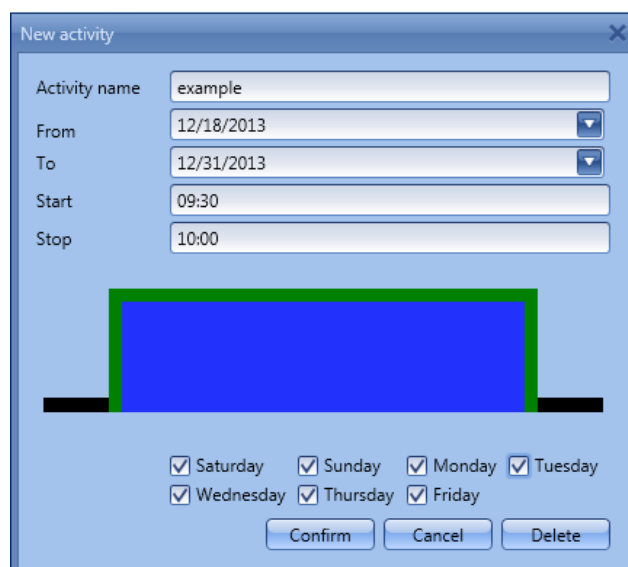 New activity
Activity name example
From 12/18/2013
To 12/31/2013
Start 09:30
Stop 10:00
Saturday Sunday Monday Tuesday
Wednesday Thursday Friday
Confirm Cancel Delete